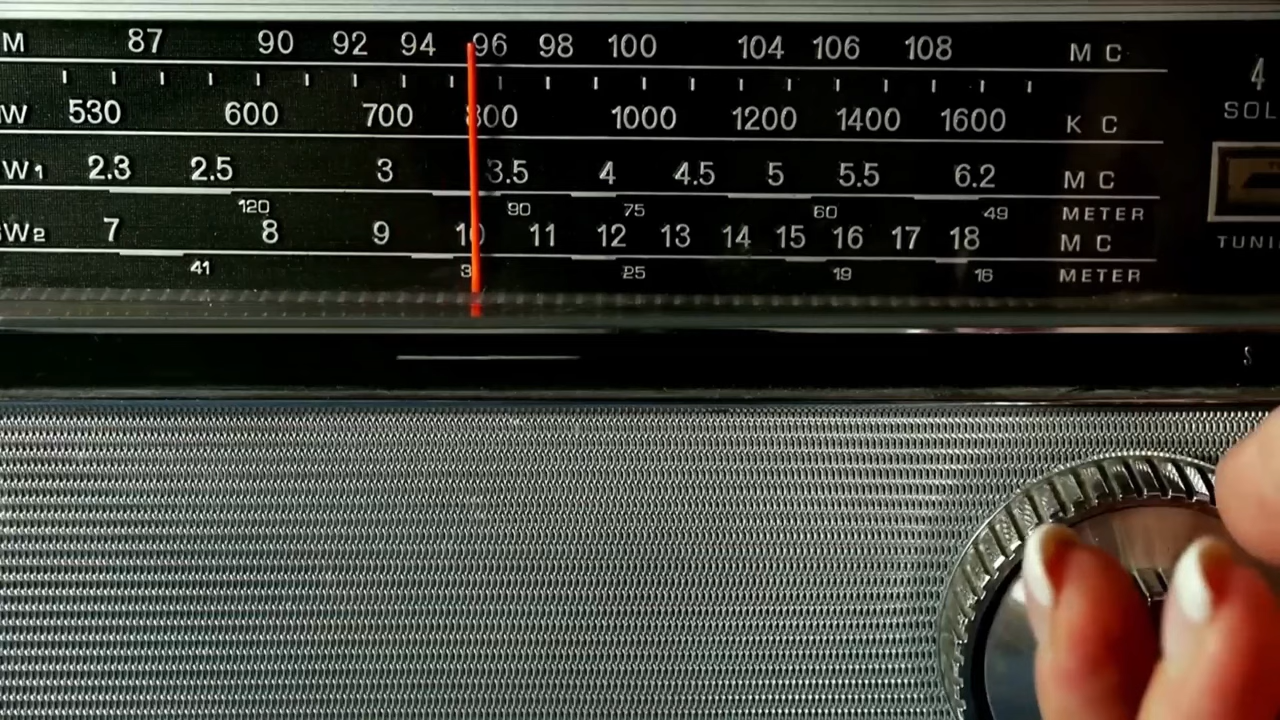 M 87 90 92 94 96 98 100 104 106 108 MC
W 530 600 700 800 1000 1200 1400 1600 KC
W1 2.3 2.5 3 3.5 4 4.5 5 5.5 6.2 MC
120 90 75 60 49 METER
W2 7 8 9 10 11 12 13 14 15 16 17 18 MC
41 25 19 16 METER
4
SOL
TUNI
S